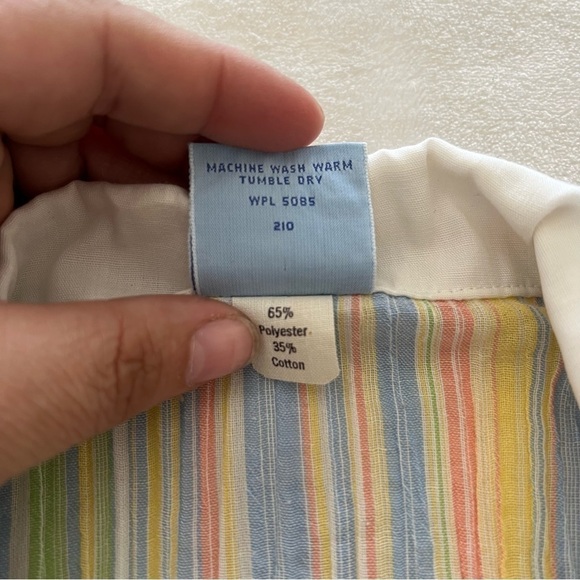 MACHINE WASH WARM
TUMBLE DRY
WPL 5085
210
65%
Polyester
35%
Cotton